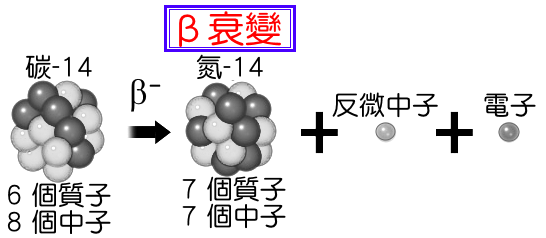 β衰變
碳-14
β⁻
氮-14
+
反微中子
+
電子
6 個質子
8 個中子
7 個質子
7 個中子